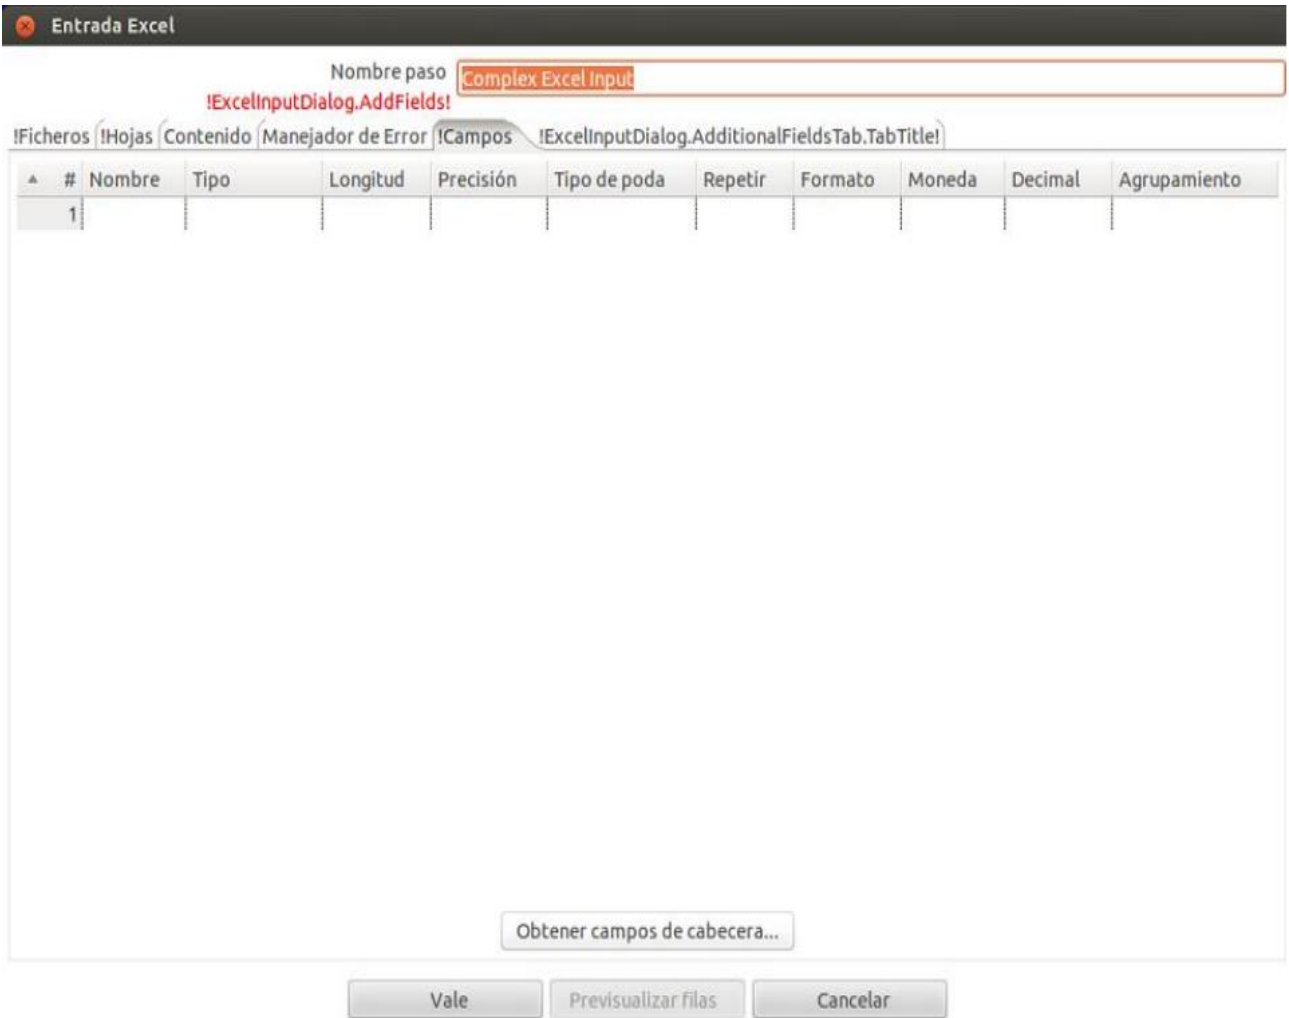 Entrada Excel
Nombre paso Complex Excel Input
!ExcelInputDialog.AddFields!
!Ficheros !Hojas Contenido Manejador de Error !Campos !ExcelInputDialog.AdditionalFieldsTab.TabTitle!
# Nombre Tipo Longitud Precisión Tipo de poda Repetir Formato Moneda Decimal Agrupamiento
1
Obtener campos de cabecera...
Vale Previsualizar filas Cancelar